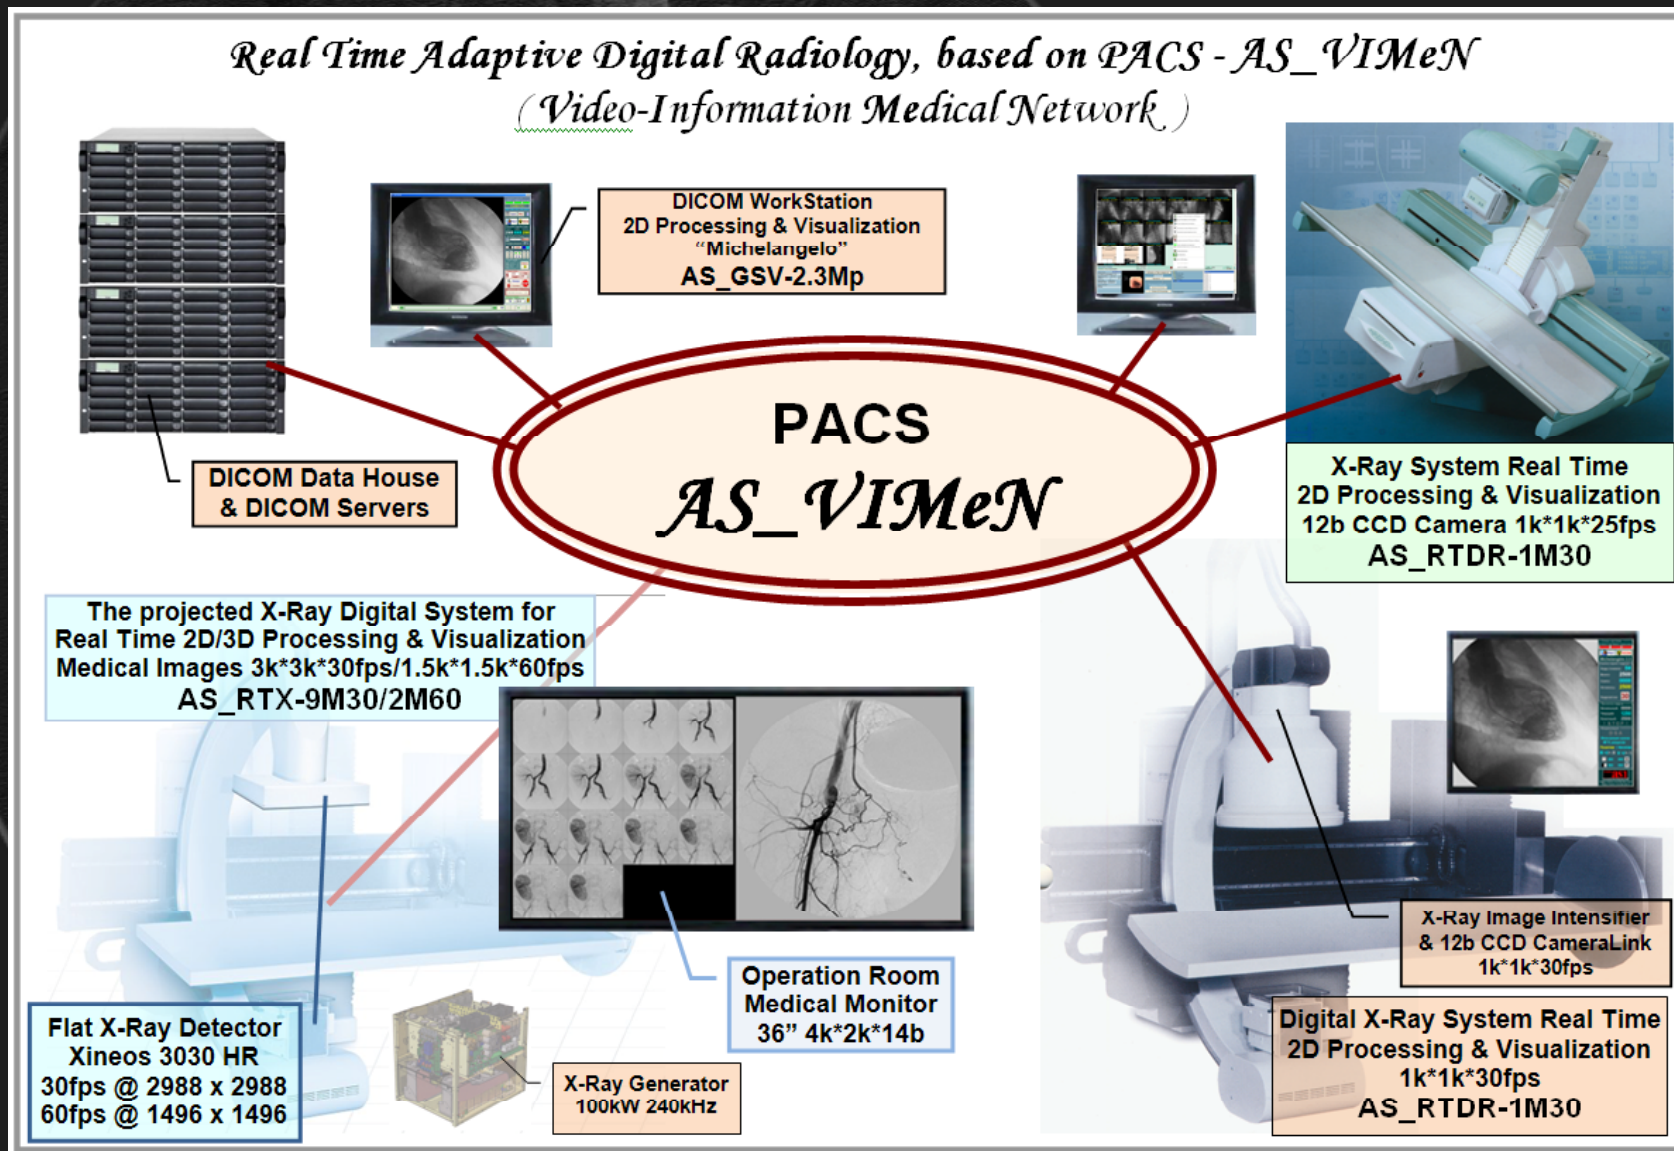 Real Time Adaptive Digital Radiology, based on PACS - AS_VIMeN
(Video-Information Medical Network)
DICOM WorkStation
2D Processing & Visualization
“Michelangelo”
AS_GSV-2.3Mp
PACS
AS_VIMeN
DICOM Data House
& DICOM Servers
X-Ray System Real Time
2D Processing & Visualization
12b CCD Camera 1k*1k*25fps
AS_RTDR-1M30
The projected X-Ray Digital System for
Real Time 2D/3D Processing & Visualization
Medical Images 3k*3k*30fps/1.5k*1.5k*60fps
AS_RTX-9M30/2M60
X-Ray Image Intensifier
& 12b CCD CameraLink
1k*1k*30fps
Operation Room
Medical Monitor
36” 4k*2k*14b
Flat X-Ray Detector
Xineos 3030 HR
30fps @ 2988 x 2988
60fps @ 1496 x 1496
X-Ray Generator
100kW 240kHz
Digital X-Ray System Real Time
2D Processing & Visualization
1k*1k*30fps
AS_RTDR-1M30